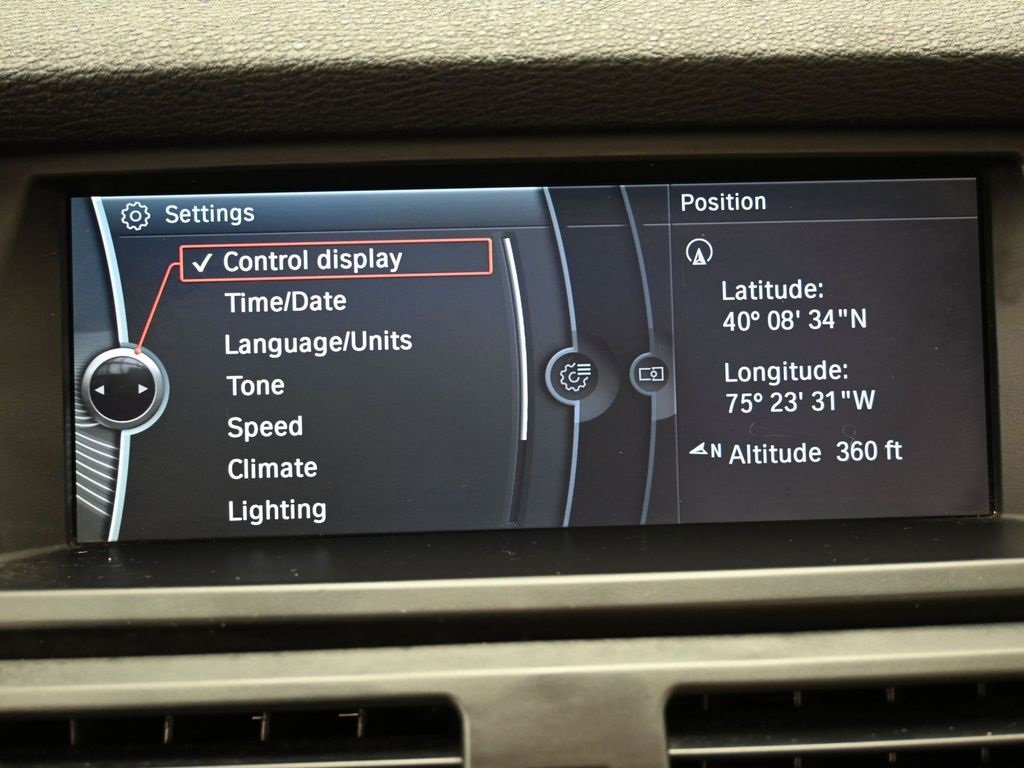 Settings
✓ Control display
Time/Date
Language/Units
Tone
Speed
Climate
Lighting
Position
Latitude:
40° 08' 34"N
Longitude:
75° 23' 31"W
N Altitude 360 ft